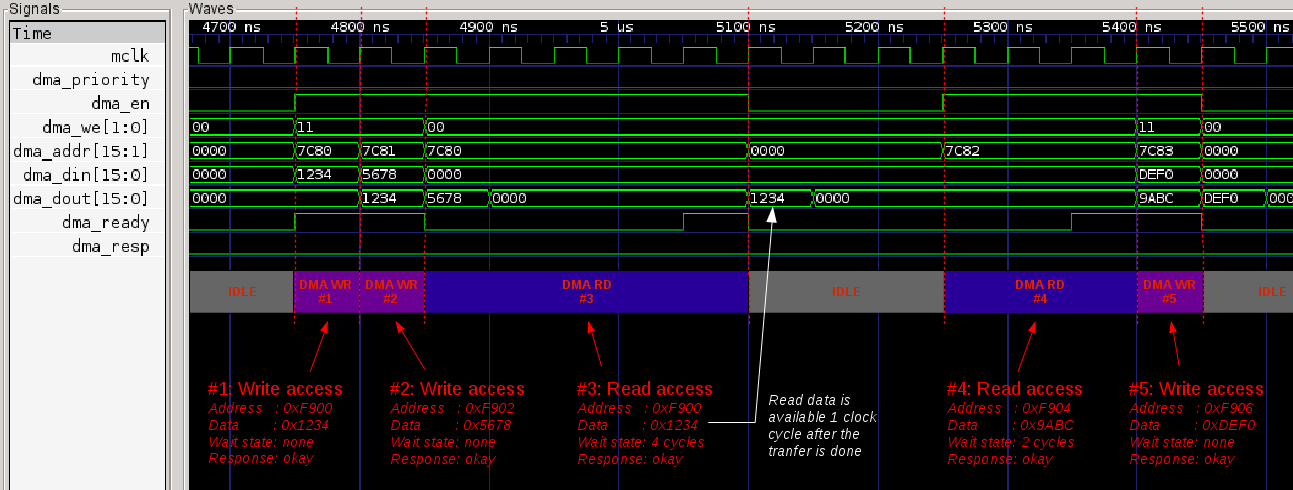 Signals
Waves
Time
4700 ns 4800 ns 4900 ns 5 us 5100 ns 5200 ns 5300 ns 5400 ns 5500 ns
mclk
dma_priority
dma_en
dma_we[1:0] 00 11 00 11 00
dma_addr[15:1] 0000 7C80 7C81 7C80 0000 7C82 7C83 0000
dma_din[15:0] 0000 1234 5678 0000 DEF0 0000
dma_dout[15:0] 0000 1234 5678 0000 1234 0000 9ABC DEF0 000
dma_ready
dma_resp
IDLE DMA WR DMA WR DMA RD IDLE DMA RD DMA WR IDLE
#1 #2 #3 #4 #5
#1: Write access
Address : 0xF900
Data : 0x1234
Wait state: none
Response: okay
#2: Write access
Address : 0xF902
Data : 0x5678
Wait state: none
Response: okay
#3: Read access
Address : 0xF900
Data : 0x1234
Wait state: 4 cycles
Response: okay
Read data is
available 1 clock
cycle after the
tranfer is done
#4: Read access
Address : 0xF904
Data : 0x9ABC
Wait state: 2 cycles
Response: okay
#5: Write access
Address : 0xF906
Data : 0xDEF0
Wait state: none
Response: okay